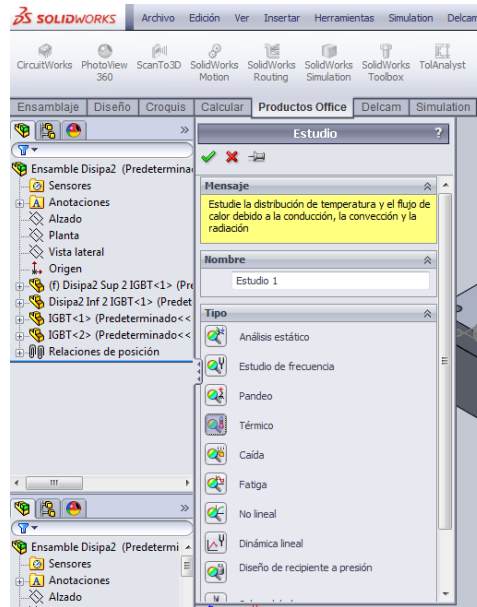 SOLIDWORKS Archivo Edición Ver Insertar Herramientas Simulation Delcam
CircuitWorks PhotoView 360 ScanTo3D SolidWorks Motion SolidWorks Routing SolidWorks Simulation SolidWorks Toolbox TolAnalyst
Ensamblaje Diseño Croquis Calcular Productos Office Delcam Simulation
Ensamble Disipa2 (Predetermina
Sensores
Anotaciones
Alzado
Planta
Vista lateral
Origen
(f) Disipa2 Sup 2 IGBT<1> (Pre
Disipa2 Inf 2 IGBT<1> (Predet
IGBT<1> (Predeterminado<<
IGBT<2> (Predeterminado<<
Relaciones de posición
Ensamble Disipa2 (Predetermi
Sensores
Anotaciones
Alzado
Estudio ?
Mensaje
Estudie la distribución de temperatura y el flujo de
calor debido a la conducción, la convección y la
radiación
Nombre
Estudio 1
Tipo
Análisis estático
Estudio de frecuencia
Pandeo
Térmico
Caída
Fatiga
No lineal
Dinámica lineal
Diseño de recipiente a presión